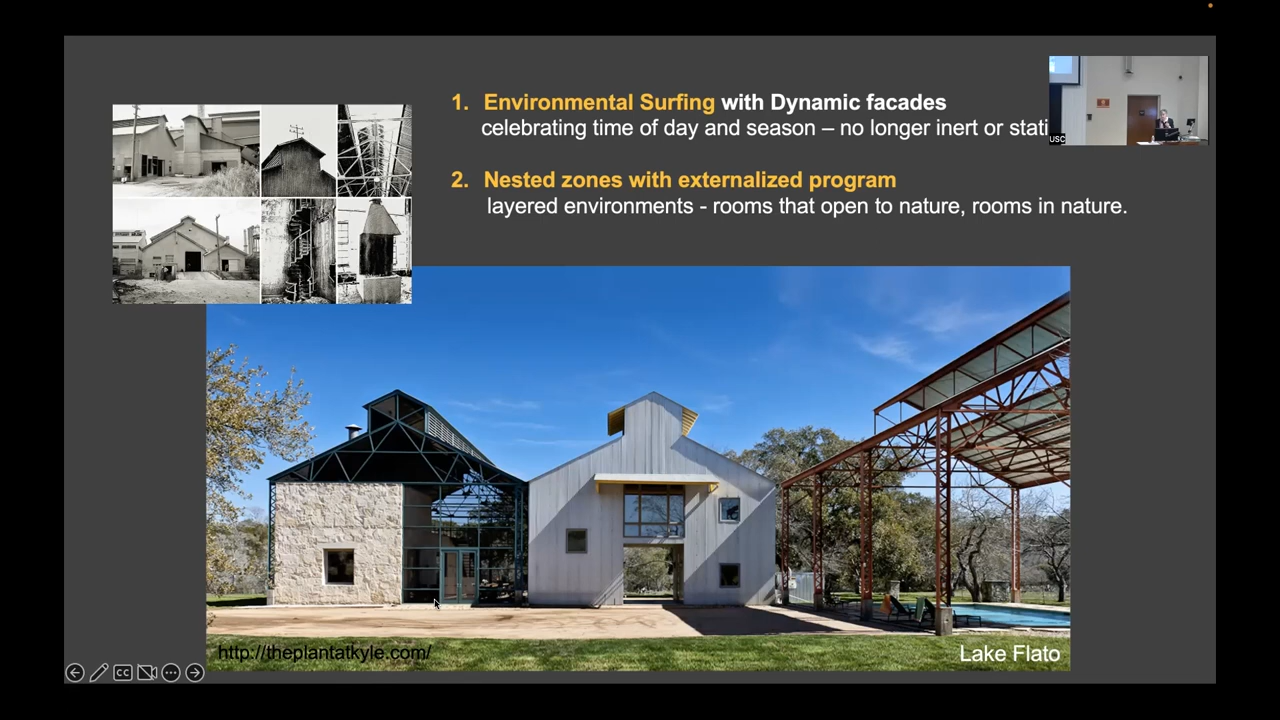 1. Environmental Surfing with Dynamic facades
celebrating time of day and season – no longer inert or stati
USC
2. Nested zones with externalized program
layered environments - rooms that open to nature, rooms in nature.
http://theplantatkyle.com/
Lake Flato
CC